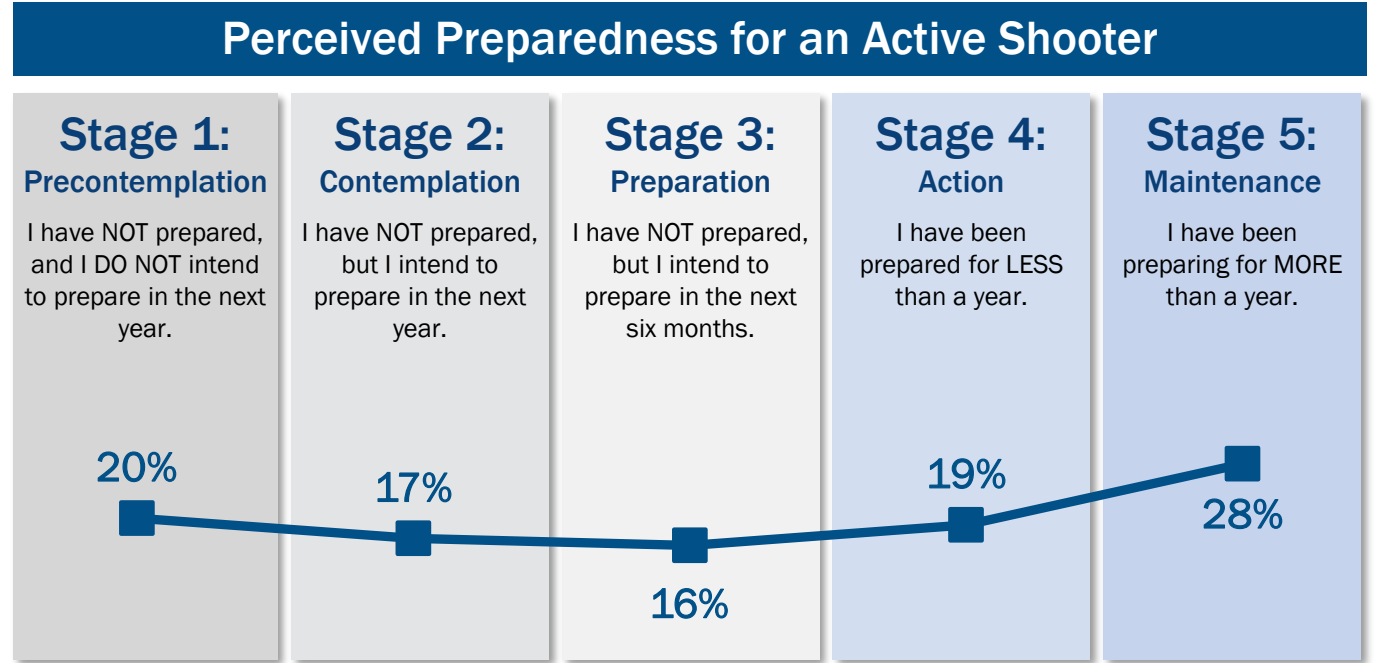 Perceived Preparedness for an Active Shooter
Stage 1:
Precontemplation
I have NOT prepared,
and I DO NOT intend
to prepare in the next
year.
20%
Stage 2:
Contemplation
I have NOT prepared,
but I intend to
prepare in the next
year.
17%
Stage 3:
Preparation
I have NOT prepared,
but I intend to
prepare in the next
six months.
16%
Stage 4:
Action
I have been
prepared for LESS
than a year.
19%
Stage 5:
Maintenance
I have been
preparing for MORE
than a year.
28%